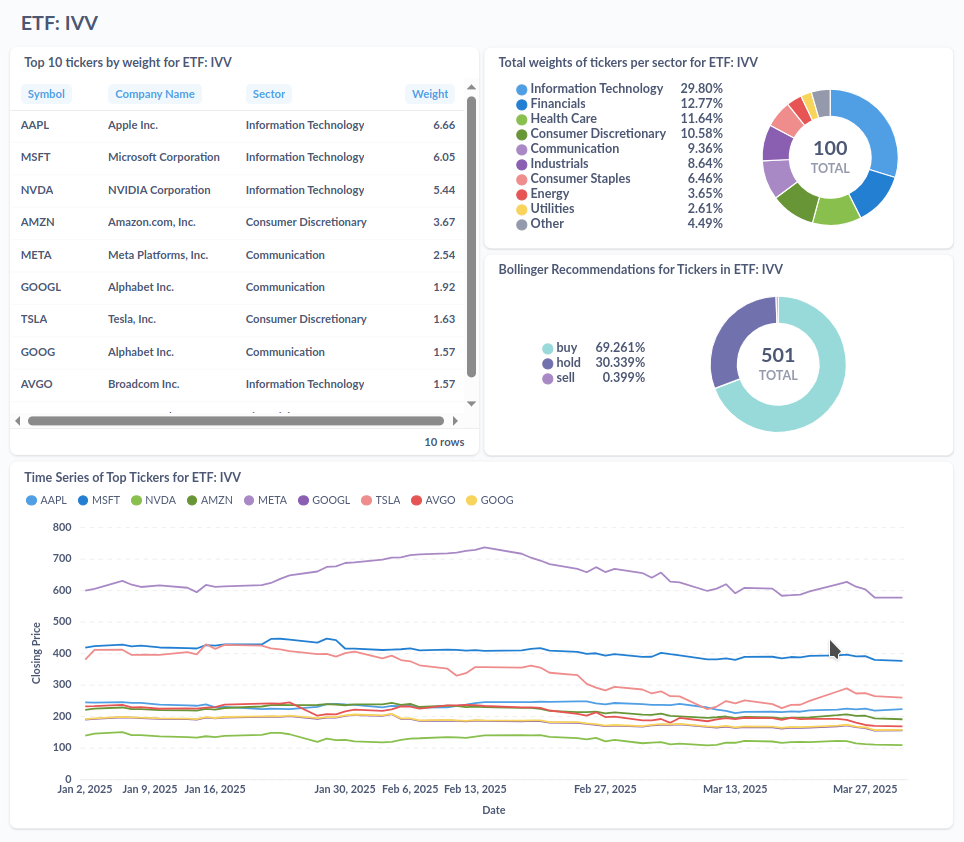 ETF: IVV
Top 10 tickers by weight for ETF: IVV
Symbol Company Name Sector Weight
AAPL Apple Inc. Information Technology 6.66
MSFT Microsoft Corporation Information Technology 6.05
NVDA NVIDIA Corporation Information Technology 5.44
AMZN Amazon.com, Inc. Consumer Discretionary 3.67
META Meta Platforms, Inc. Communication 2.54
GOOGL Alphabet Inc. Communication 1.92
TSLA Tesla, Inc. Consumer Discretionary 1.63
GOOG Alphabet Inc. Communication 1.57
AVGO Broadcom Inc. Information Technology 1.57
10 rows
Total weights of tickers per sector for ETF: IVV
Information Technology 29.80%
Financials 12.77%
Health Care 11.64%
Consumer Discretionary 10.58%
Communication 9.36%
Industrials 8.64%
Consumer Staples 6.46%
Energy 3.65%
Utilities 2.61%
Other 4.49%
100
TOTAL
Bollinger Recommendations for Tickers in ETF: IVV
buy 69.261%
hold 30.339%
sell 0.399%
501
TOTAL
Time Series of Top Tickers for ETF: IVV
AAPL MSFT NVDA AMZN META GOOGL TSLA AVGO GOOG
800
700
600
500
400
300
200
100
0
Closing Price
Jan 2, 2025 Jan 9, 2025 Jan 16, 2025 Jan 30, 2025 Feb 6, 2025 Feb 13, 2025 Feb 27, 2025 Mar 13, 2025 Mar 27, 2025
Date